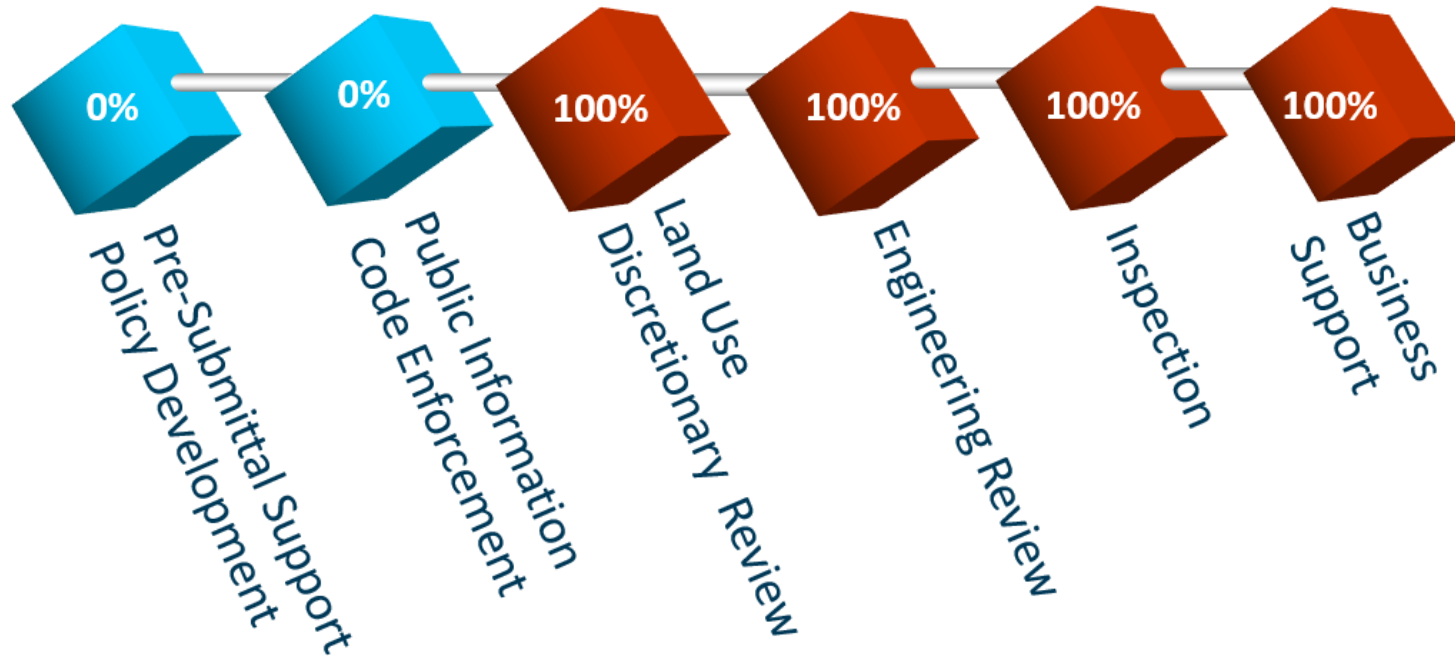 0%
0%
100%
100%
100%
100%
Pre-Submittal Support
Policy Development
Public Information
Code Enforcement
Land Use
Discretionary Review
Engineering Review
Inspection
Business
Support